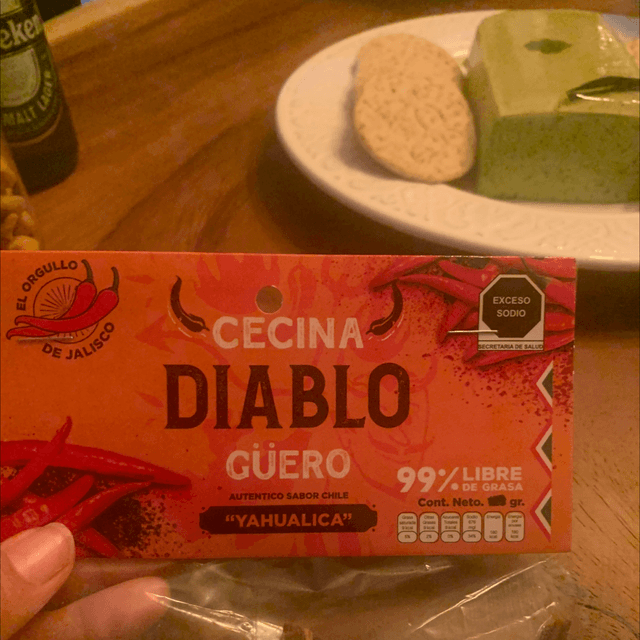 EL ORGULLO
DE JALISCO
CECINA
DIABLO
GÜERO
AUTENTICO SABOR CHILE
"YAHUALICA"
EXCESO
SODIO
SECRETARIA DE SALUD
99% LIBRE
DE GRASA
Cont. Neto. gr.